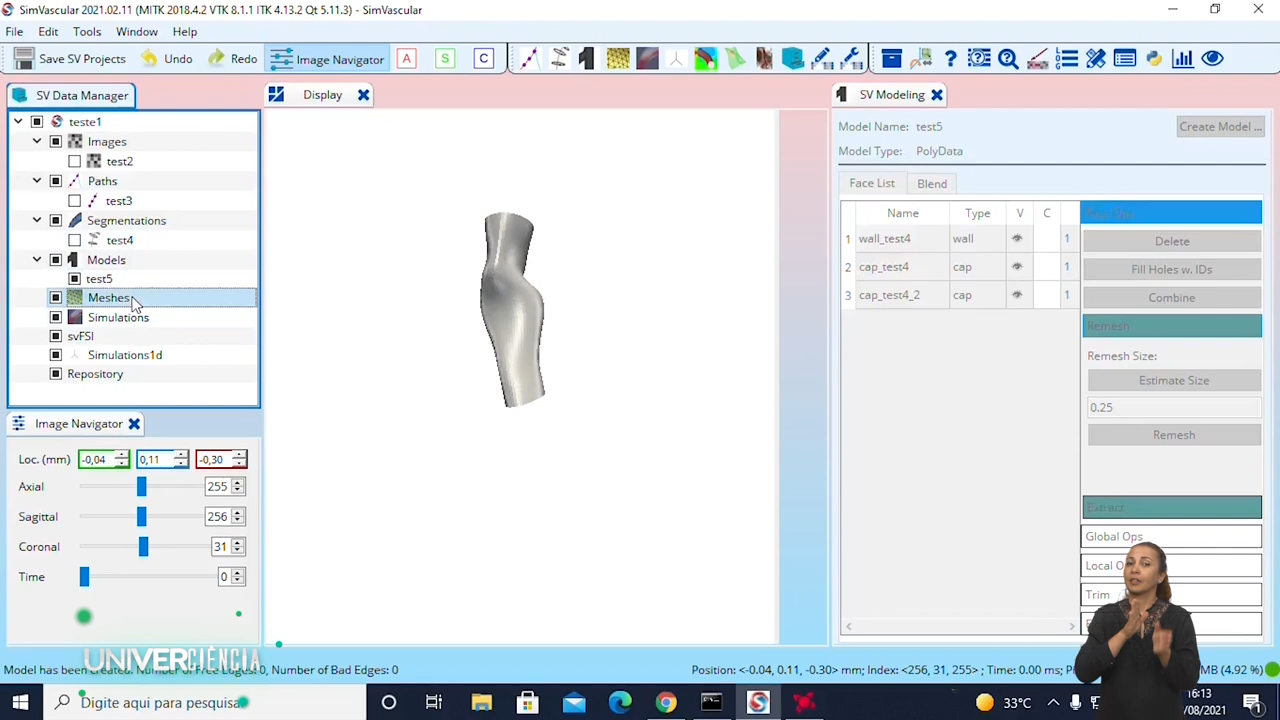 SimVascular 2021.02.11 (MITK 2018.4.2 VTK 8.1.1 ITK 4.13.2 Qt 5.11.3) - SimVascular
File Edit Tools Window Help
Save SV Projects Undo Redo Image Navigator A S C
SV Data Manager
teste1
Images
test2
Paths
test3
Segmentations
test4
Models
test5
Meshes
Simulations
svFSI
Simulations1d
Repository
Image Navigator
Loc. (mm) -0,04 0,11 -0,30
Axial 255
Sagittal 256
Coronal 31
Time 0
Display
SV Modeling
Model Name: test5 Create Model ...
Model Type: PolyData
Face List Blend
Name Type V C
1 wall_test4 wall 1
2 cap_test4 cap 1
3 cap_test4_2 cap 1
Delete
Fill Holes w. IDs
Combine
Remesh
Remesh Size:
Estimate Size
0.25
Remesh
Extract
Global Ops
Local
Trim
UNIVERCIÊNCIA
Model has been Created. Number of Free Edges: 0, Number of Bad Edges: 0
Position: <-0.04, 0.11, -0.30> mm; Index: <256, 31, 255> ; Time: 0.00 ms; MB (4.92 %)
Digite aqui para pesquisa
33°C
16:13
/08/2021